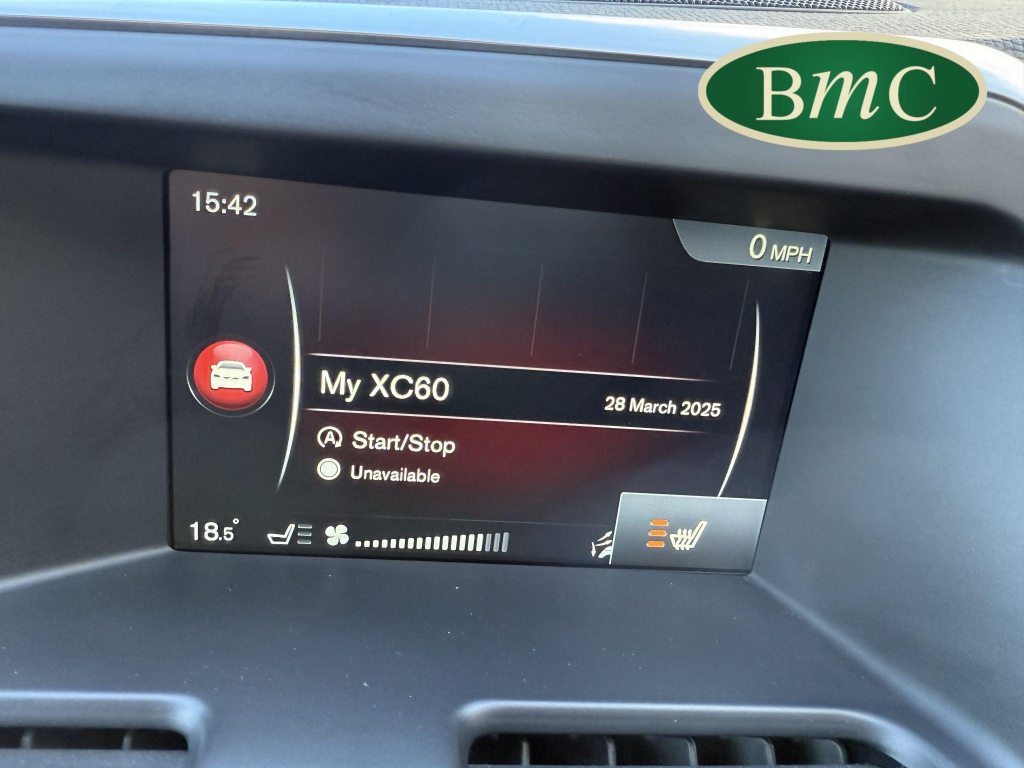 BmC
15:42
0 MPH
My XC60
28 March 2025
A Start/Stop
Unavailable
18.5°